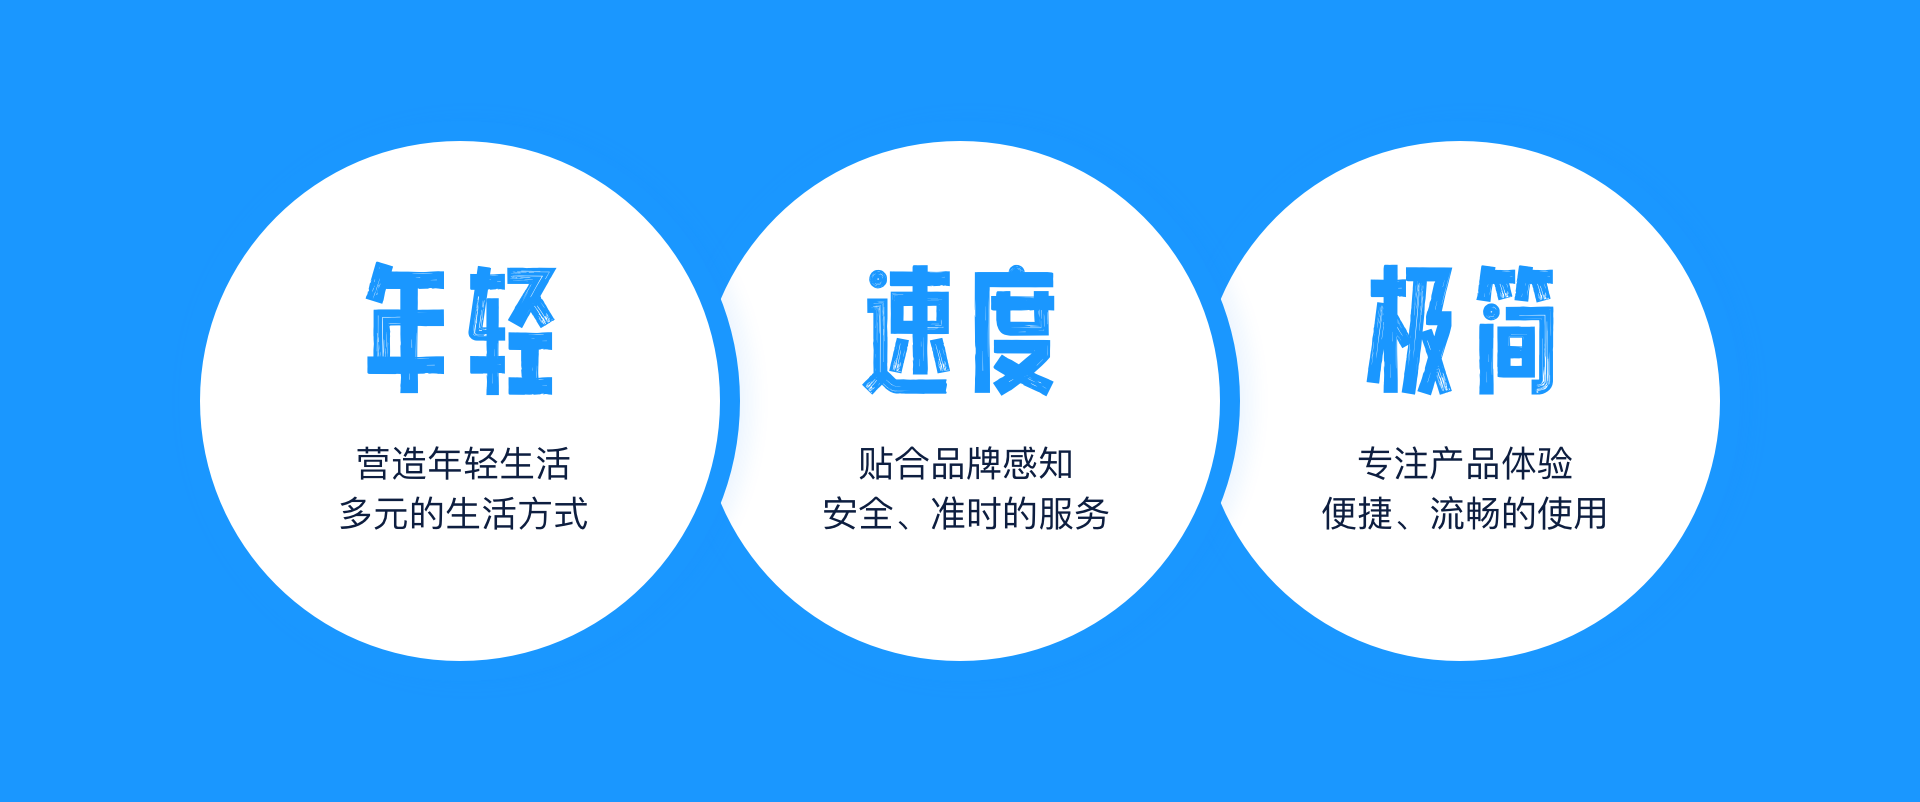 年轻
营造年轻生活
多元的生活方式
速度
贴合品牌感知
安全、准时的服务
极简
专注产品体验
便捷、流畅的使用